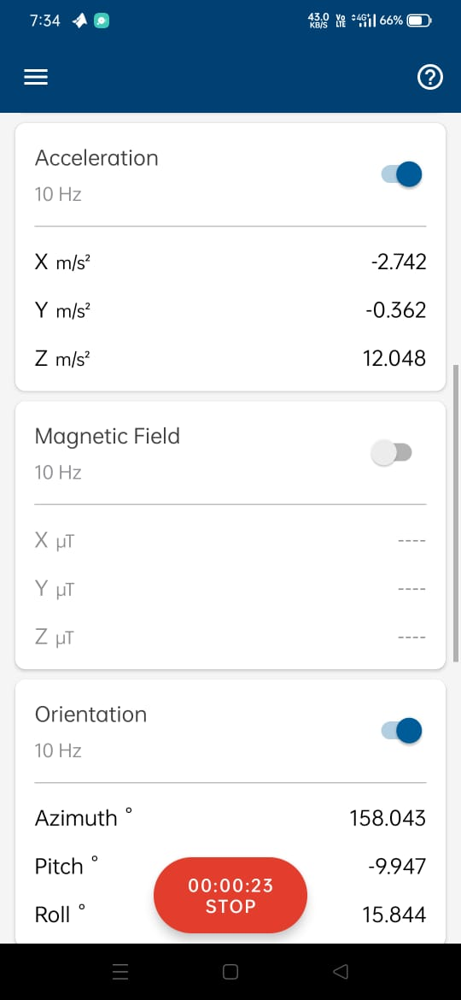 7:34 43.0 KB/S Vo LTE 4G+ 66%
Acceleration
10 Hz
X m/s² -2.742
Y m/s² -0.362
Z m/s² 12.048
Magnetic Field
10 Hz
X µT ----
Y µT ----
Z µT ----
Orientation
10 Hz
Azimuth ° 158.043
Pitch ° -9.947
00:00:23
STOP
Roll ° 15.844